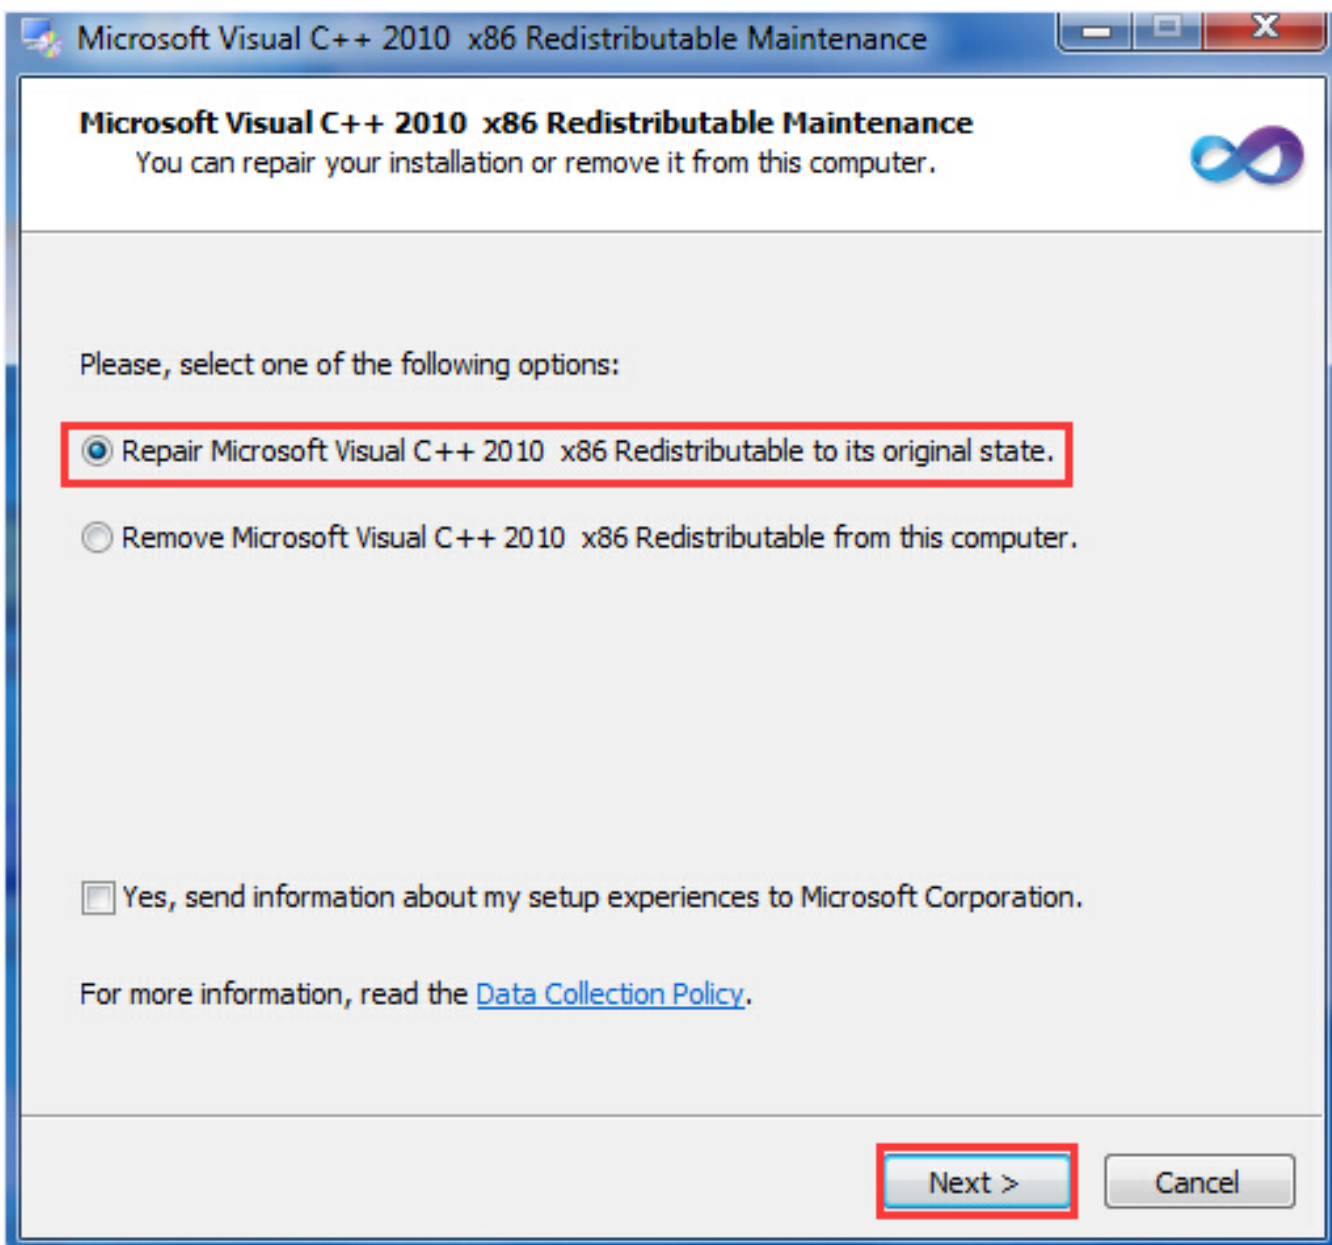 Microsoft Visual C++ 2010  x86 Redistributable Maintenance
Microsoft Visual C++ 2010  x86 Redistributable Maintenance
You can repair your installation or remove it from this computer.
Please, select one of the following options:
Repair Microsoft Visual C++ 2010  x86 Redistributable to its original state.
Remove Microsoft Visual C++ 2010  x86 Redistributable from this computer.
Yes, send information about my setup experiences to Microsoft Corporation.
For more information, read the Data Collection Policy.
Next >
Cancel